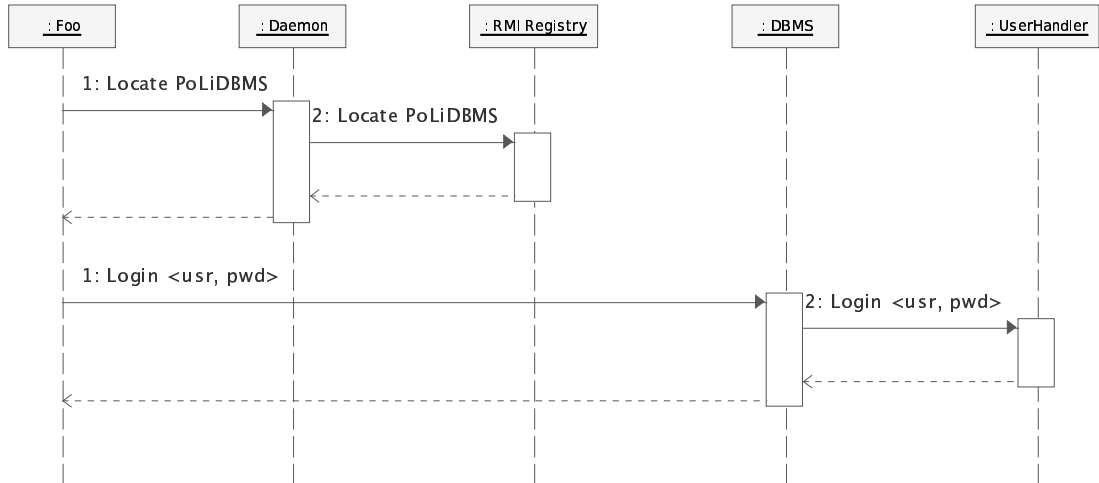 : Foo
: Daemon
: RMI Registry
: DBMS
: UserHandler
1: Locate PoLiDBMS
2: Locate PoLiDBMS
1: Login <usr, pwd>
2: Login <usr, pwd>